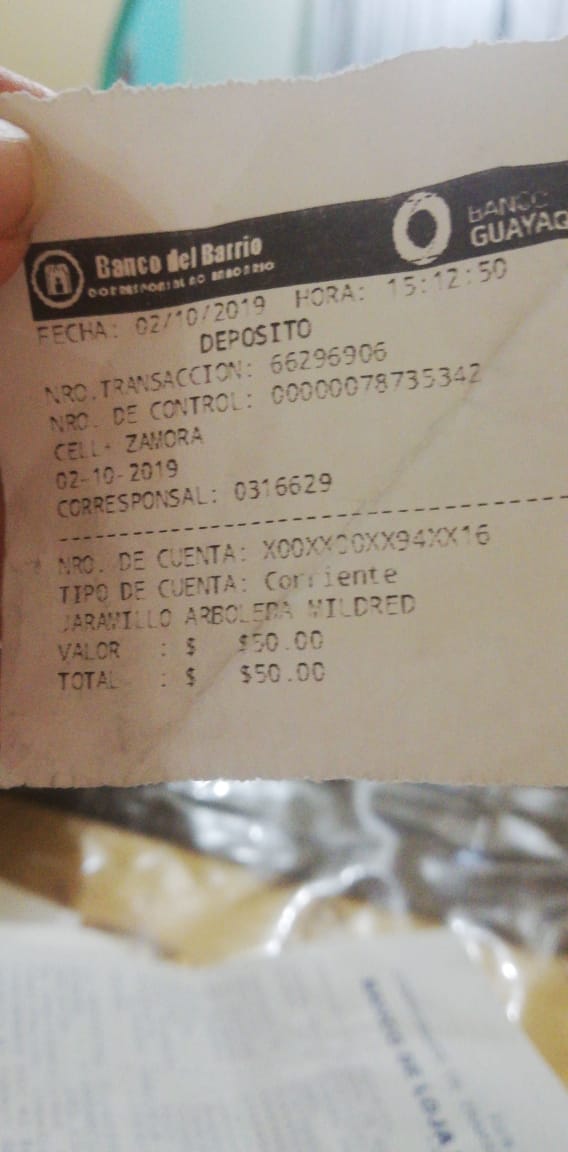 Banco del Barrio
CORRESPONSAL NO BANCARIO
BANCO
GUAYAQ
FECHA: 02/10/2019 HORA: 15:12:50
DEPOSITO
NRO.TRANSACCION: 66296906
NRO. DE CONTROL: 00000078735342
CELL+ ZAMORA
02-10-2019
CORRESPONSAL: 0316629
NRO. DE CUENTA: X00XX00XX94XX16
TIPO DE CUENTA: Corriente
JARAMILLO ARBOLEDA MILDRED
VALOR : $ $50.00
TOTAL : $ $50.00
DE LOJA